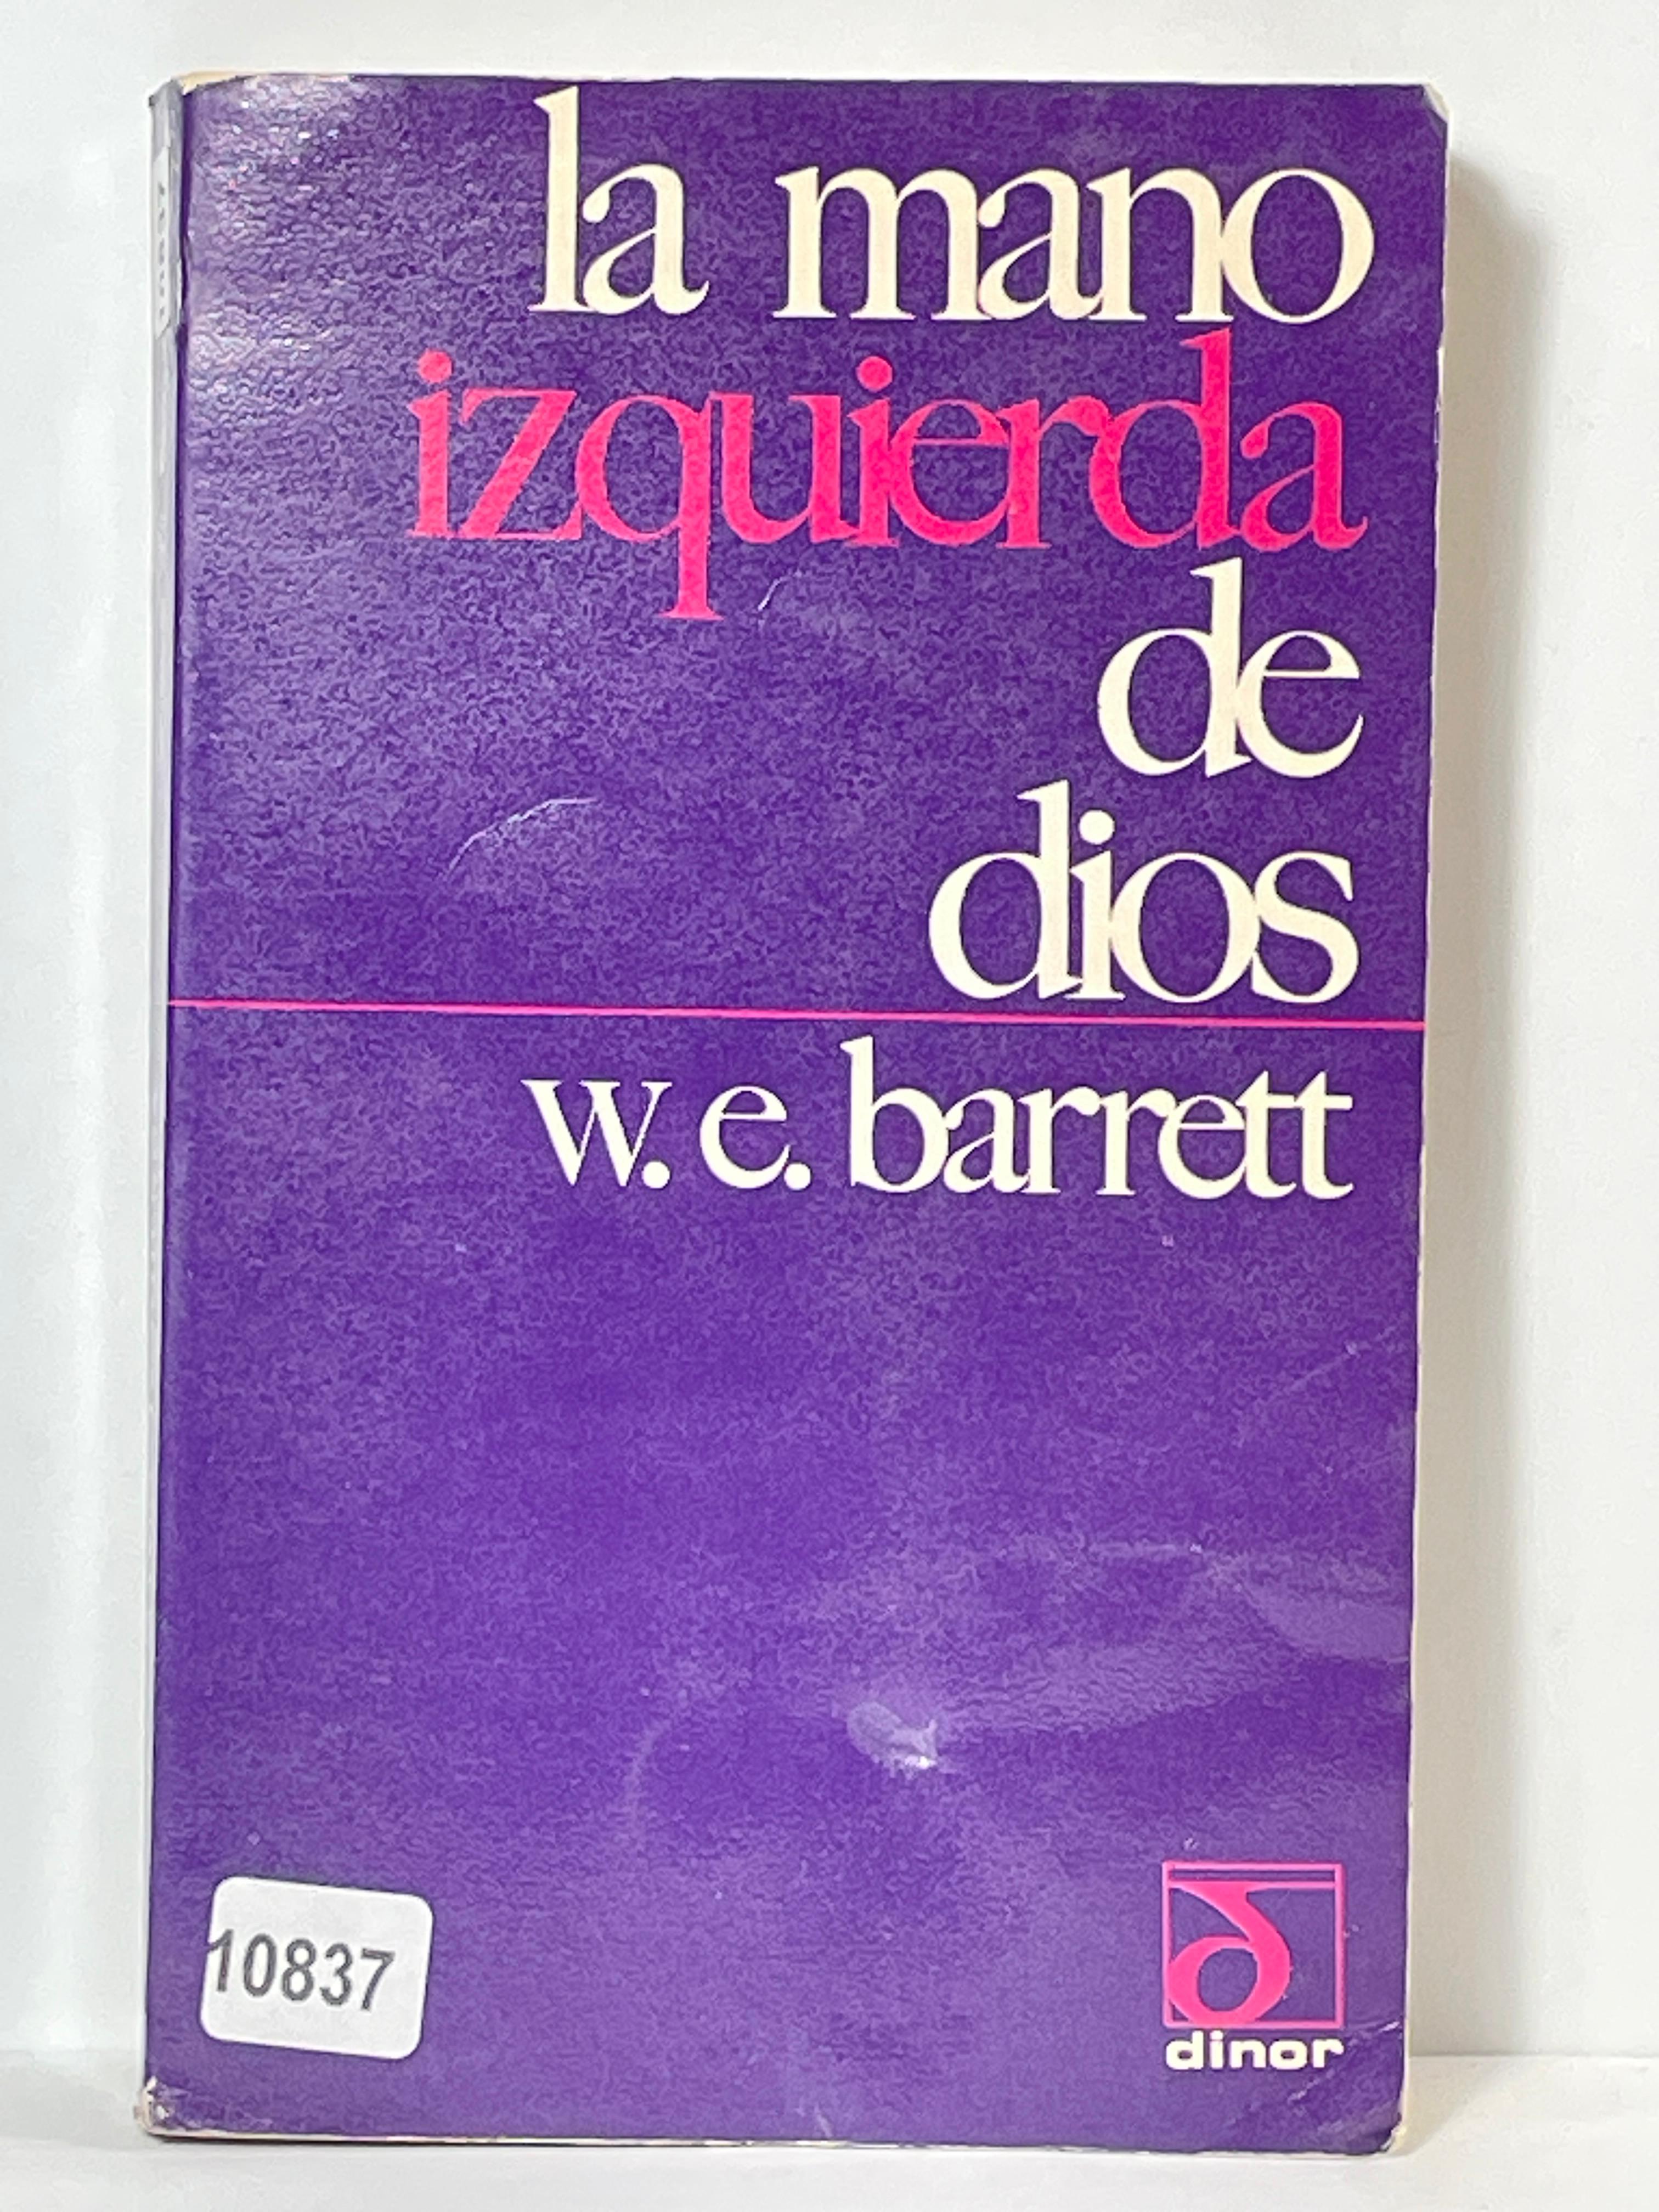 la mano
izquierda
de
dios
w. e. barrett
10837
dinor